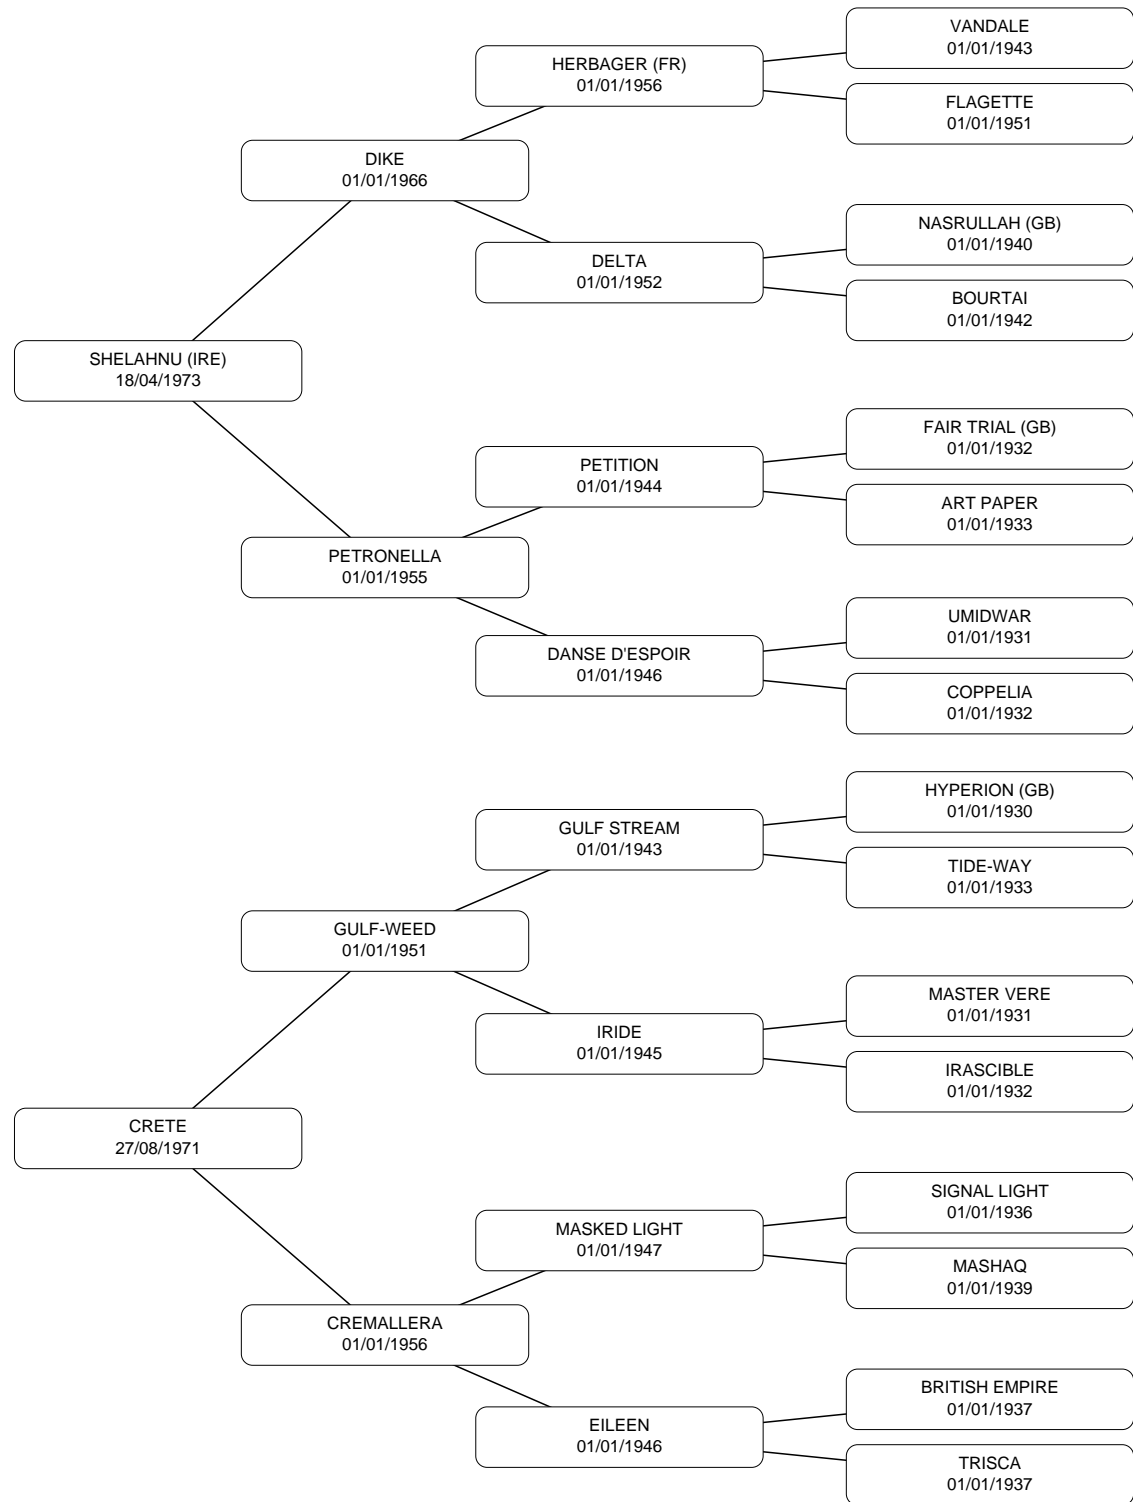 VANDALE
01/01/1943
HERBAGER (FR)
01/01/1956
FLAGETTE
01/01/1951
DIKE
01/01/1966
NASRULLAH (GB)
01/01/1940
DELTA
01/01/1952
BOURTAI
01/01/1942
SHELAHNU (IRE)
18/04/1973
FAIR TRIAL (GB)
01/01/1932
PETITION
01/01/1944
ART PAPER
01/01/1933
PETRONELLA
01/01/1955
UMIDWAR
01/01/1931
DANSE D'ESPOIR
01/01/1946
COPPELIA
01/01/1932
HYPERION (GB)
01/01/1930
GULF STREAM
01/01/1943
TIDE-WAY
01/01/1933
GULF-WEED
01/01/1951
MASTER VERE
01/01/1931
IRIDE
01/01/1945
IRASCIBLE
01/01/1932
CRETE
27/08/1971
SIGNAL LIGHT
01/01/1936
MASKED LIGHT
01/01/1947
MASHAQ
01/01/1939
CREMALLERA
01/01/1956
BRITISH EMPIRE
01/01/1937
EILEEN
01/01/1946
TRISCA
01/01/1937